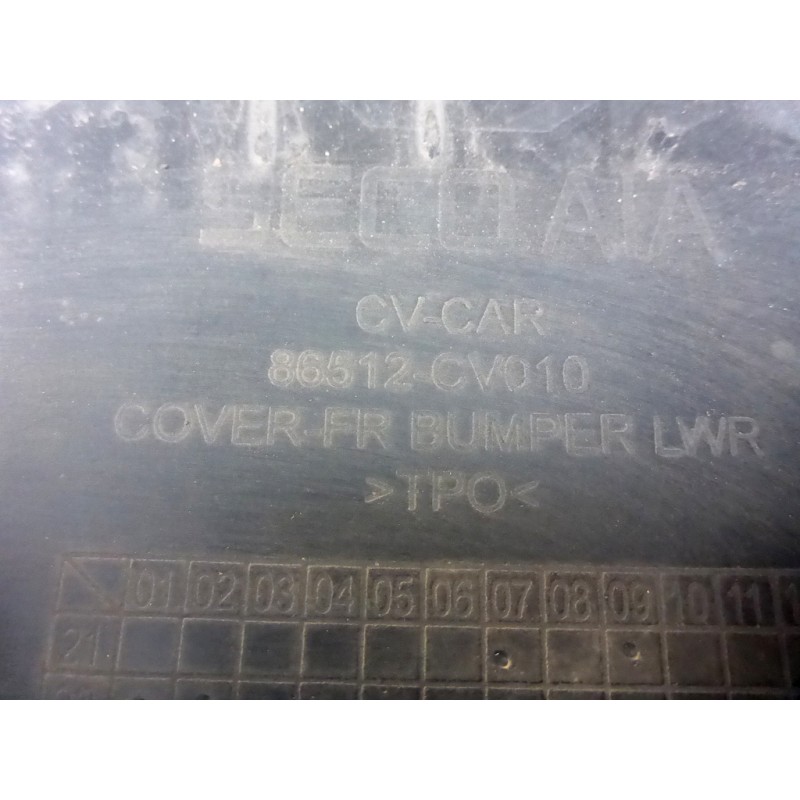 SECO AIA
CV-CAR
86512-CV010
COVER-FR BUMPER LWR
>TPO<
01 02 03 04 05 06 07 08 09 10 11
21